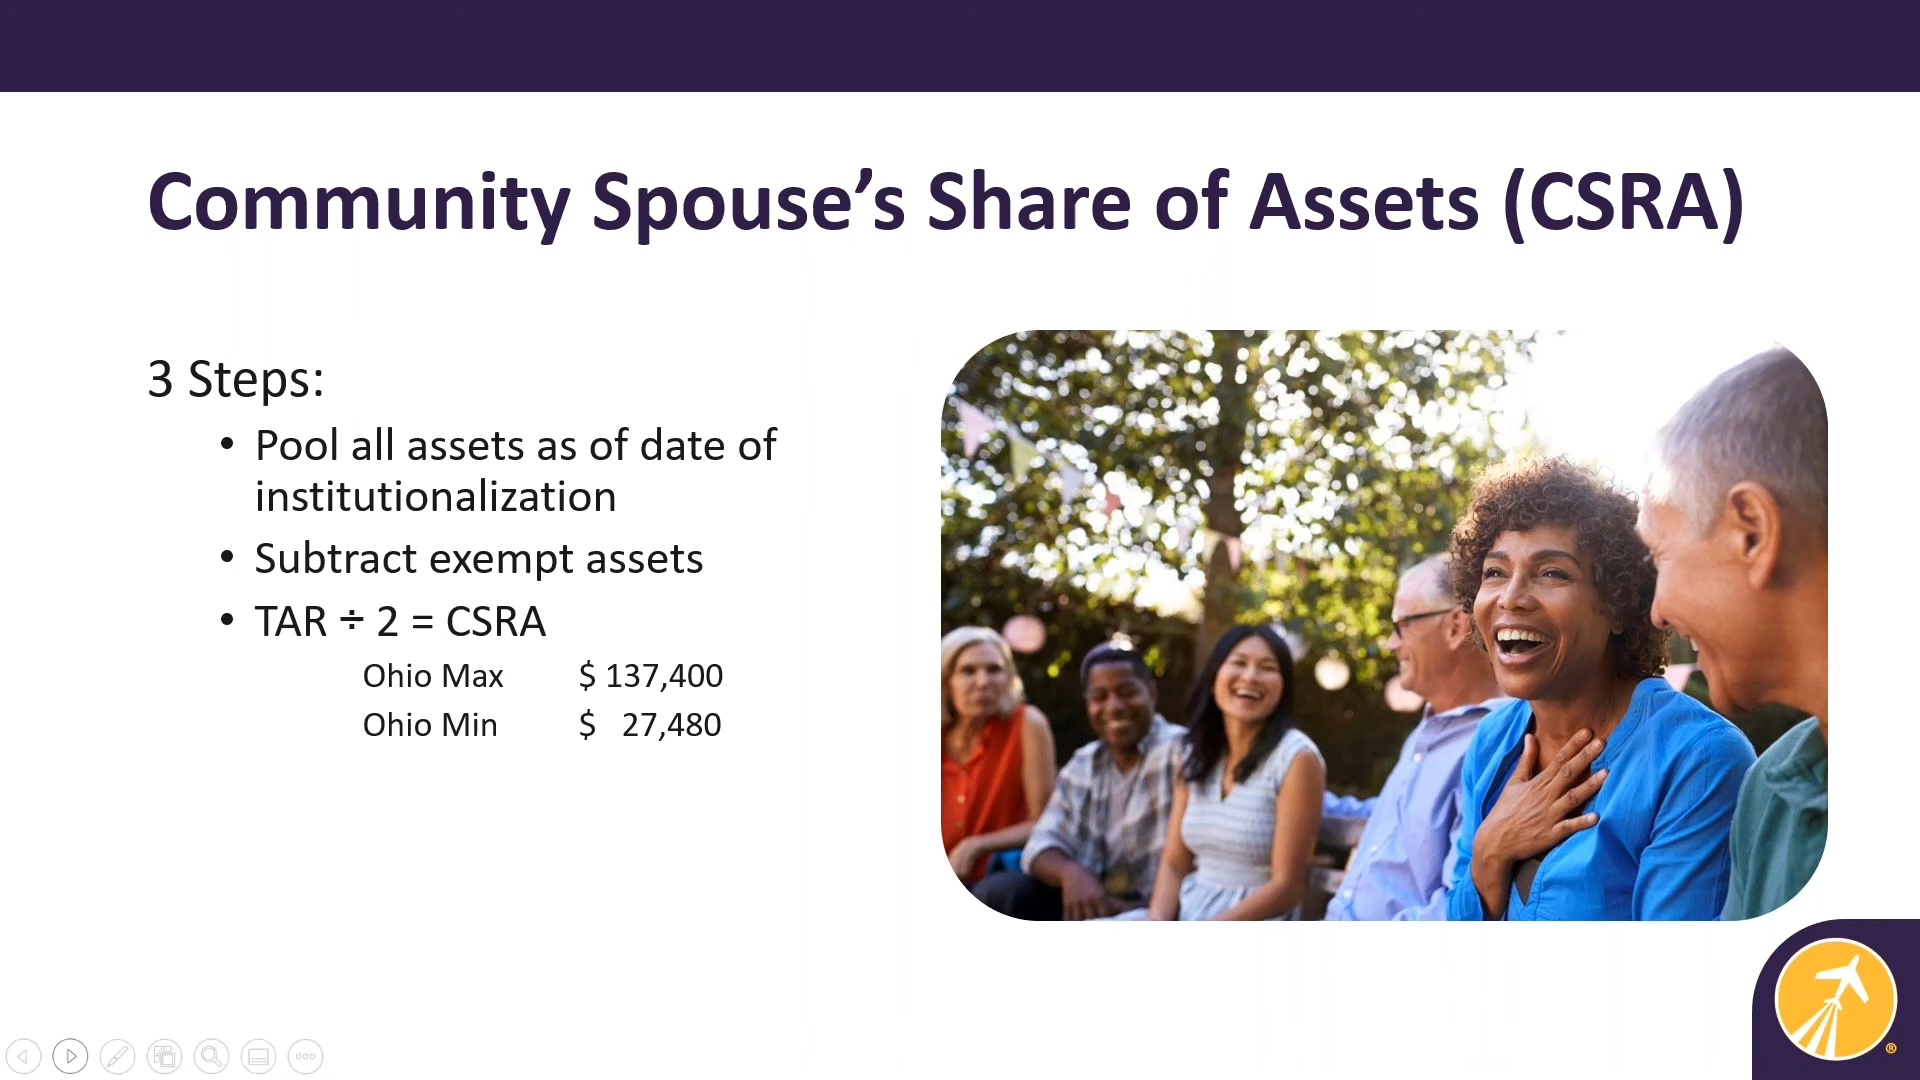 Community Spouse’s Share of Assets (CSRA)
3 Steps:
• Pool all assets as of date of
institutionalization
• Subtract exempt assets
• TAR ÷ 2 = CSRA
Ohio Max $ 137,400
Ohio Min $ 27,480
®